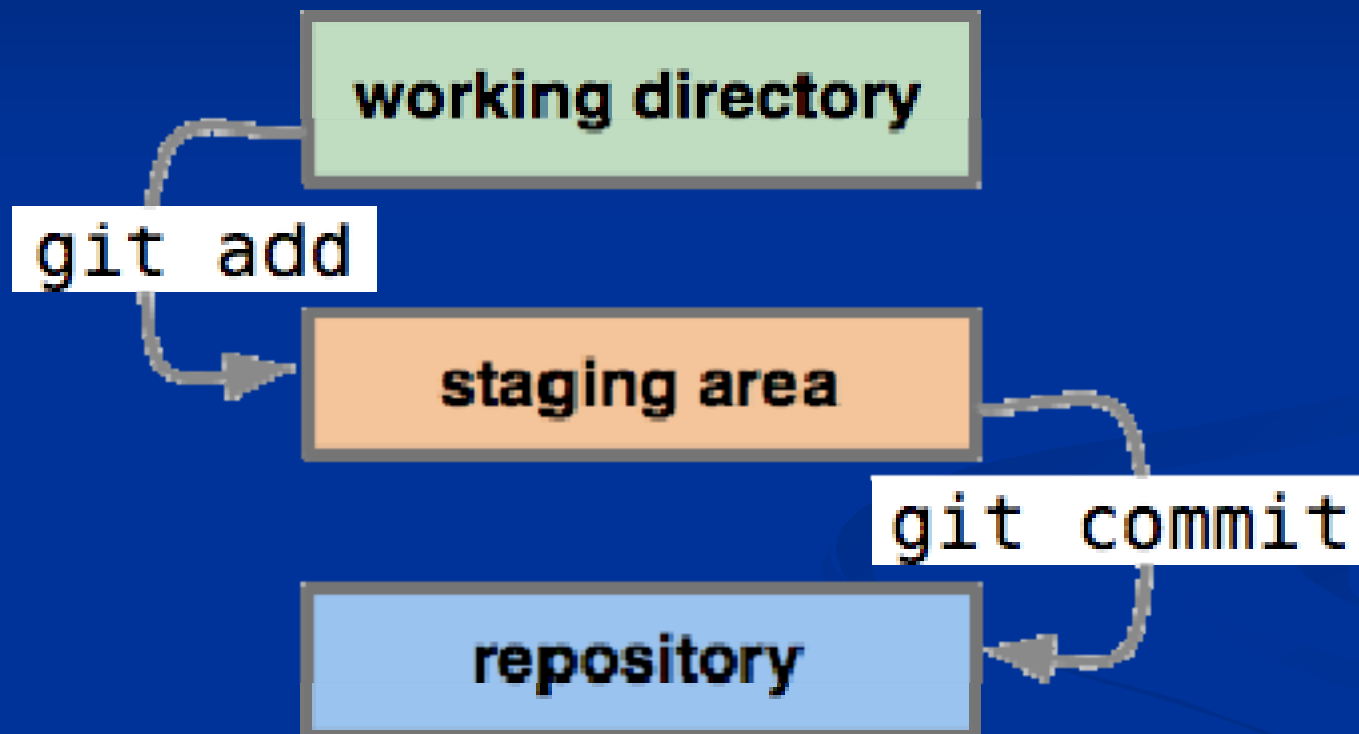 working directory
git add
staging area
git commit
repository